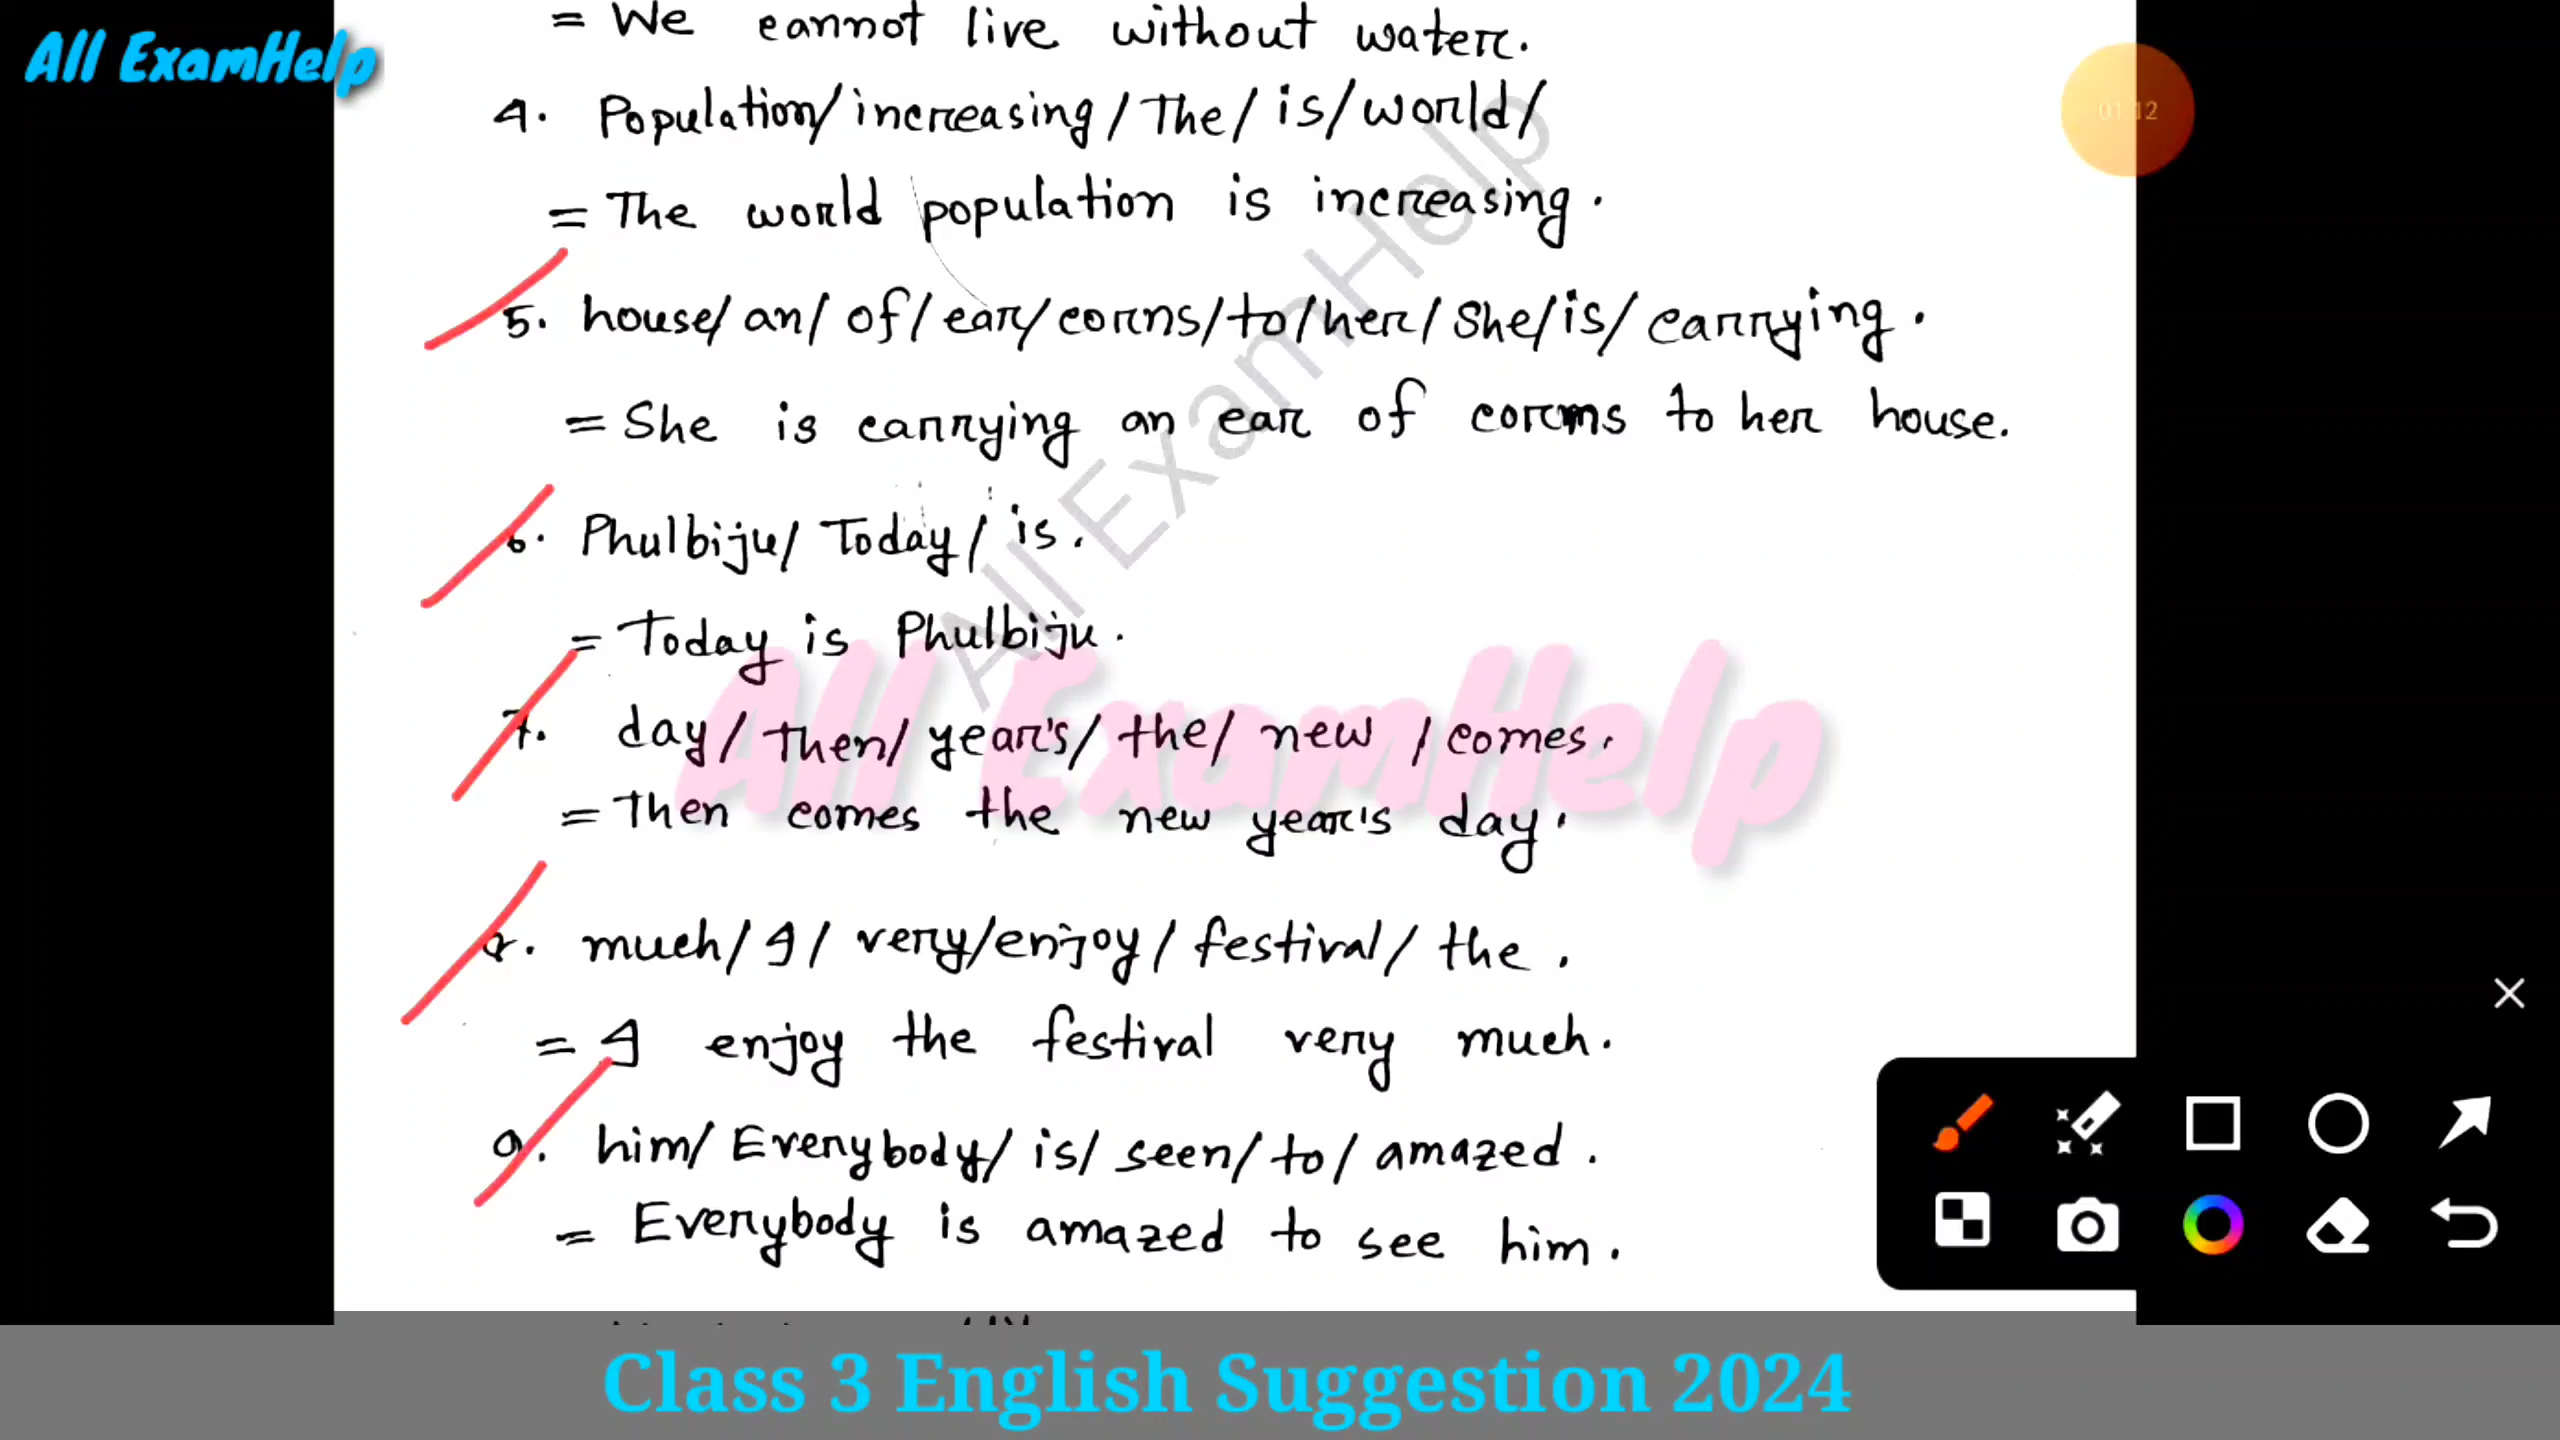 All ExamHelp
= We cannot live without water.
01:12
4. Population/increasing/The/is/world/
= The world population is increasing.
5. house/an/of/ear/corns/to/her/She/is/carrying.
= She is carrying an ear of corns to her house.
6. Phulbiju/Today/is.
= Today is Phulbiju.
7. day/Then/year's/the/new/comes.
= Then comes the new year's day.
8. much/I/very/enjoy/festival/the.
= I enjoy the festival very much.
9. him/Everybody/is/seen/to/amazed.
= Everybody is amazed to see him.
All ExamHelp
All ExamHelp
Class 3 English Suggestion 2024